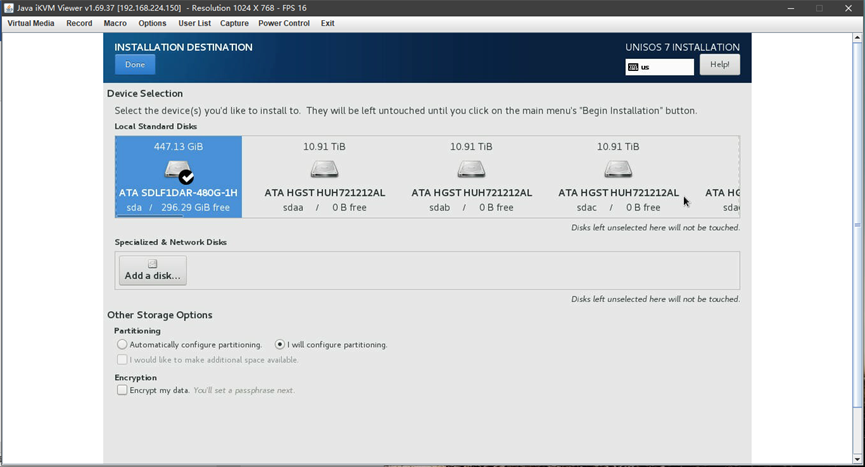 Java iKVM Viewer v1.69.37 [192.168.224.150] - Resolution 1024 X 768 - FPS 16
Virtual Media Record Macro Options User List Capture Power Control Exit
INSTALLATION DESTINATION
UNISOS 7 INSTALLATION
Done
us
Help!
Device Selection
Select the device(s) you'd like to install to. They will be left untouched until you click on the main menu's "Begin Installation" button.
Local Standard Disks
447.13 GiB 10.91 TiB 10.91 TiB 10.91 TiB
ATA SDLF1DAR-480G-1H ATA HGST HUH721212AL ATA HGST HUH721212AL ATA HGST HUH721212AL ATA HG
sda / 296.29 GiB free sdaa / 0 B free sdab / 0 B free sdac / 0 B free
Disks left unselected here will not be touched.
Specialized & Network Disks
Add a disk...
Disks left unselected here will not be touched.
Other Storage Options
Partitioning
Automatically configure partitioning. I will configure partitioning.
I would like to make additional space available.
Encryption
Encrypt my data. You'll set a passphrase next.